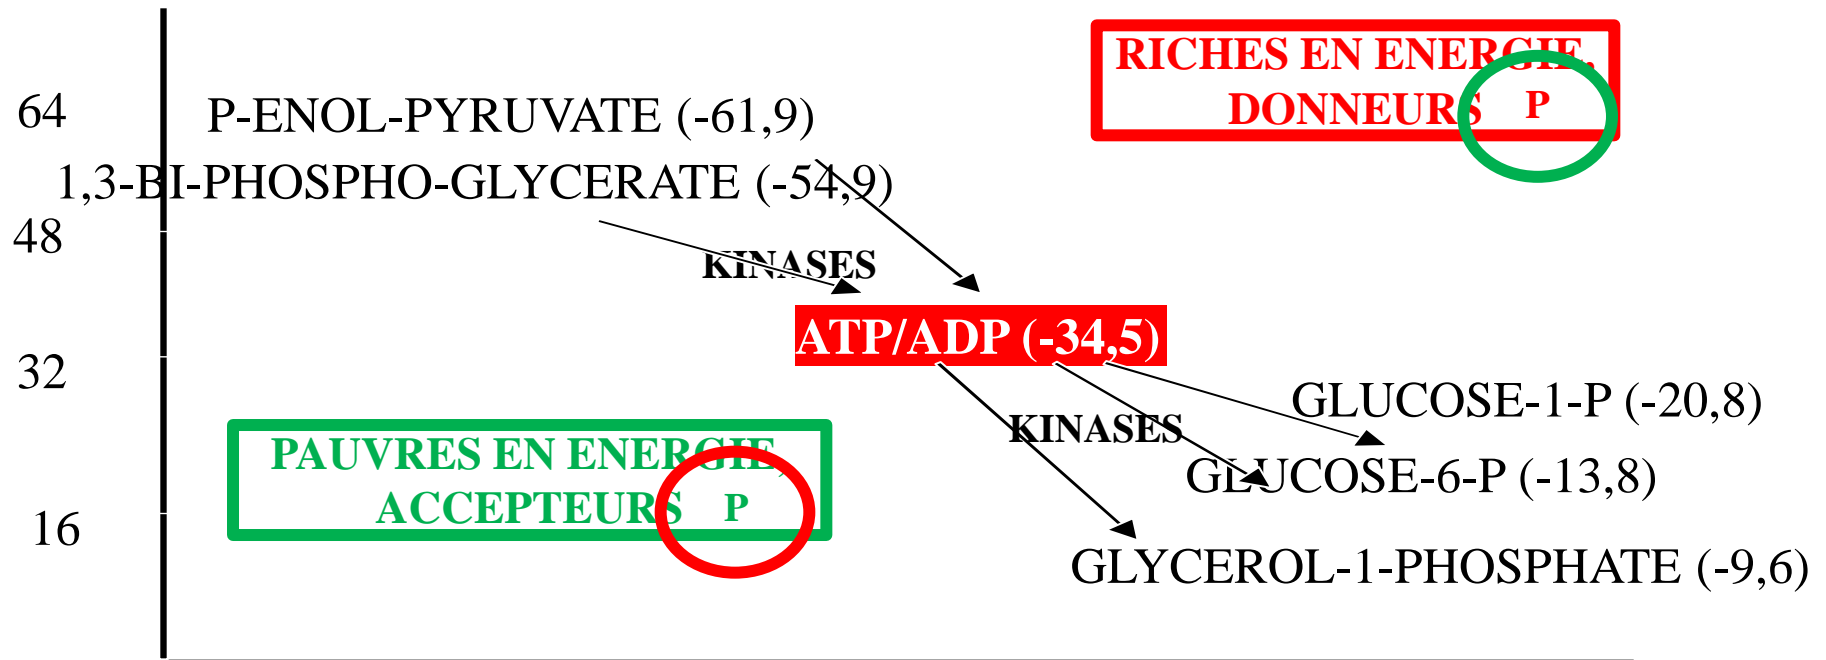 RICHES EN ENERGIE,
DONNEURS P
64
P-ENOL-PYRUVATE (-61,9)
1,3-BI-PHOSPHO-GLYCERATE (-54,9)
48
KINASES
ATP/ADP (-34,5)
32
GLUCOSE-1-P (-20,8)
KINASES
PAUVRES EN ENERGIE,
ACCEPTEURS P
GLUCOSE-6-P (-13,8)
16
GLYCEROL-1-PHOSPHATE (-9,6)